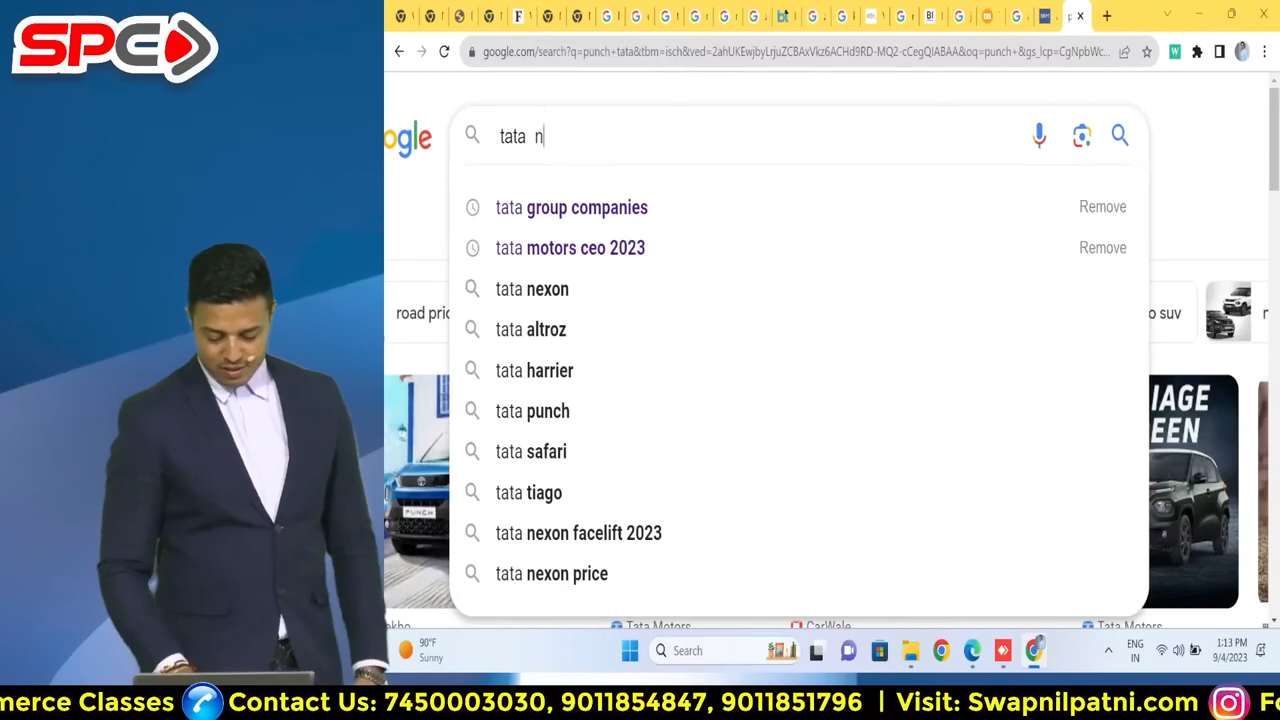 SPC
google.com/search?q=punch+tata&tbm=isch&ved=2ahUKEwjbyLrjuZCBAxVkz6ACHd9RD-MQ2-cCegQIABAA&oq=punch+&gs_lcp=CgNpbWc...
ogle
tata n
tata group companies
Remove
tata motors ceo 2023
Remove
tata nexon
tata altroz
road pric
o suv
tata harrier
tata punch
IAGE
EEN
tata safari
tata tiago
PUNCH
tata nexon facelift 2023
tata nexon price
Tata Motors
CarWale
Tata Motors
90°F
Sunny
Search
ENG
IN
1:13 PM
9/4/2023
merce Classes Contact Us: 7450003030, 9011854847, 9011851796 | Visit: Swapnilpatni.com Fo